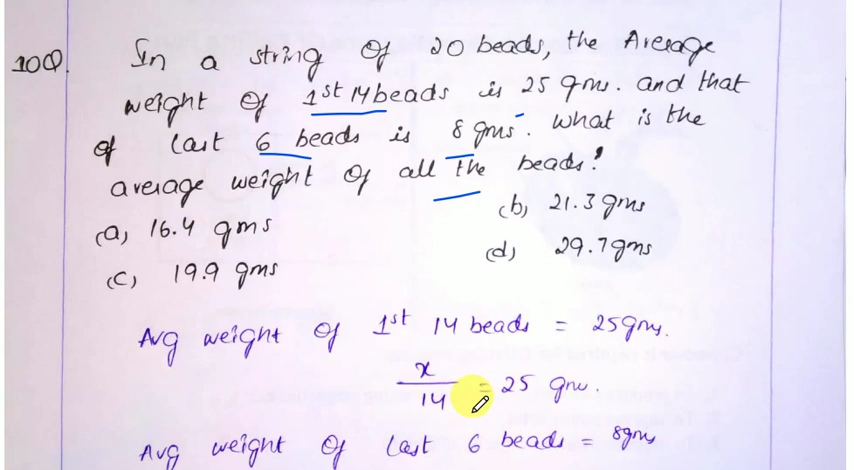 10Q. In a string of 20 beads, the Average
weight of 1st 14 beads is 25 gms. and that
of last 6 beads is 8 gms. What is the
average weight of all the beads?
(a) 16.4 gms
(b) 21.3 gms
(c) 19.9 gms
(d) 29.7 gms
Avg weight of 1st 14 beads = 25 gms.
x/14 = 25 gms.
Avg weight of last 6 beads = 8 gms